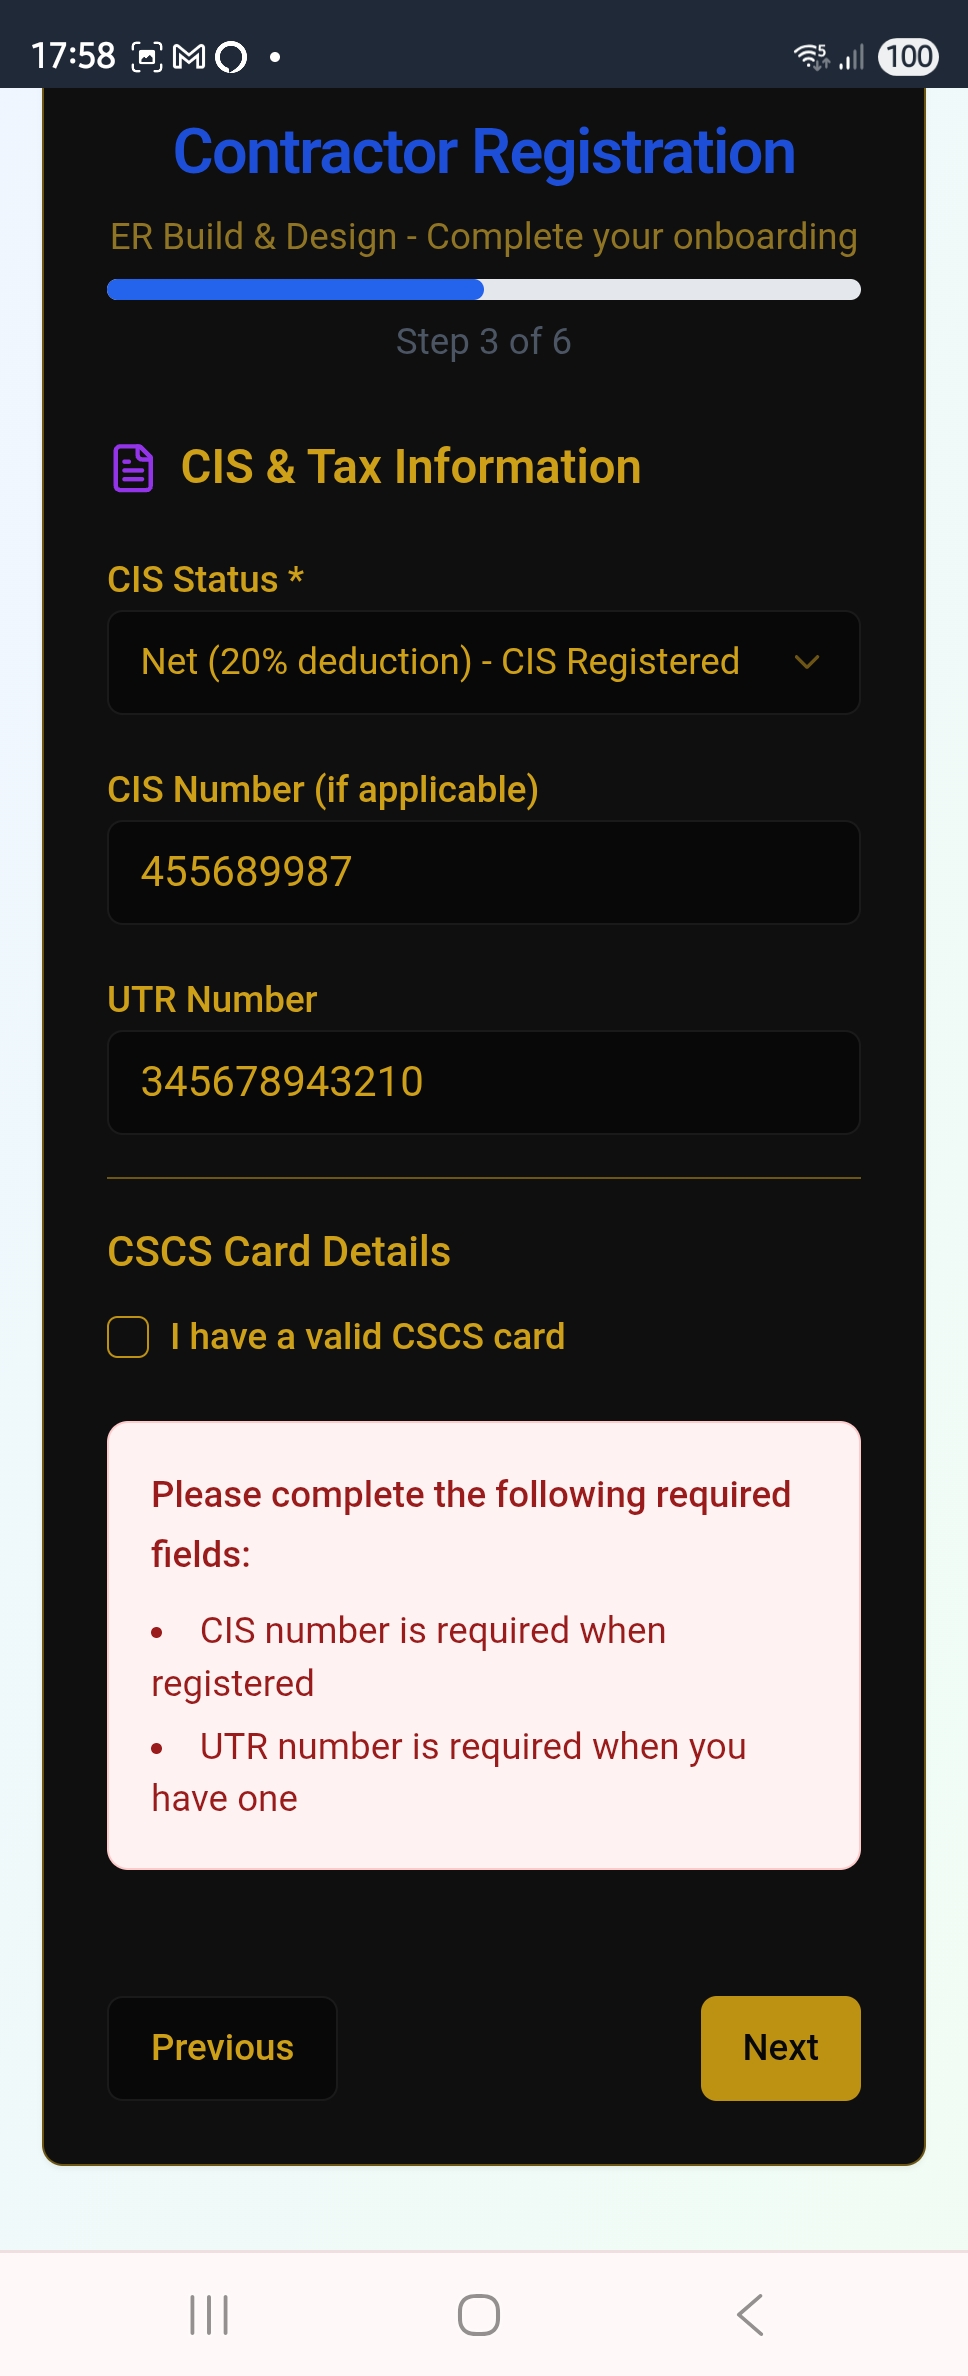 17:58
5
100
Contractor Registration
ER Build & Design - Complete your onboarding
Step 3 of 6
CIS & Tax Information
CIS Status *
Net (20% deduction) - CIS Registered
CIS Number (if applicable)
455689987
UTR Number
345678943210
CSCS Card Details
I have a valid CSCS card
Please complete the following required
fields:
• CIS number is required when
registered
• UTR number is required when you
have one
Previous
Next